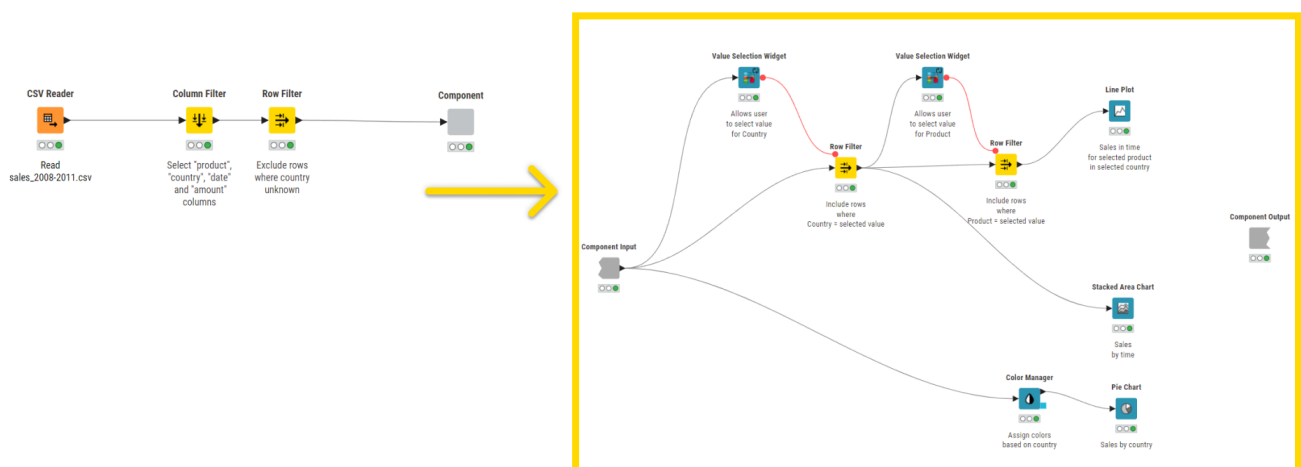 CSV Reader
Read
sales_2008-2011.csv
Column Filter
Select "product",
"country", "date"
and "amount"
columns
Row Filter
Exclude rows
where country
unknown
Component
Component Input
Value Selection Widget
Allows user
to select value
for Country
Row Filter
Include rows
where
Country = selected value
Value Selection Widget
Allows user
to select value
for Product
Row Filter
Include rows
where
Product = selected value
Line Plot
Sales in time
for selected product
in selected country
Component Output
Stacked Area Chart
Sales
by time
Color Manager
Assign colors
based on country
Pie Chart
Sales by country